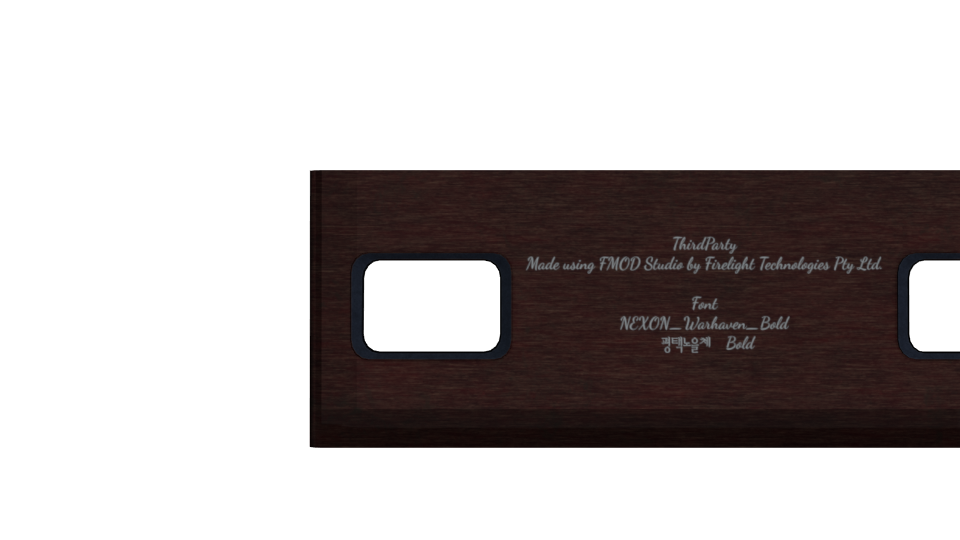 ThirdParty
Made using FMOD Studio by Firelight Technologies Pty Ltd.
Font
NEXON_Warhaven_Bold
평택노을체 Bold